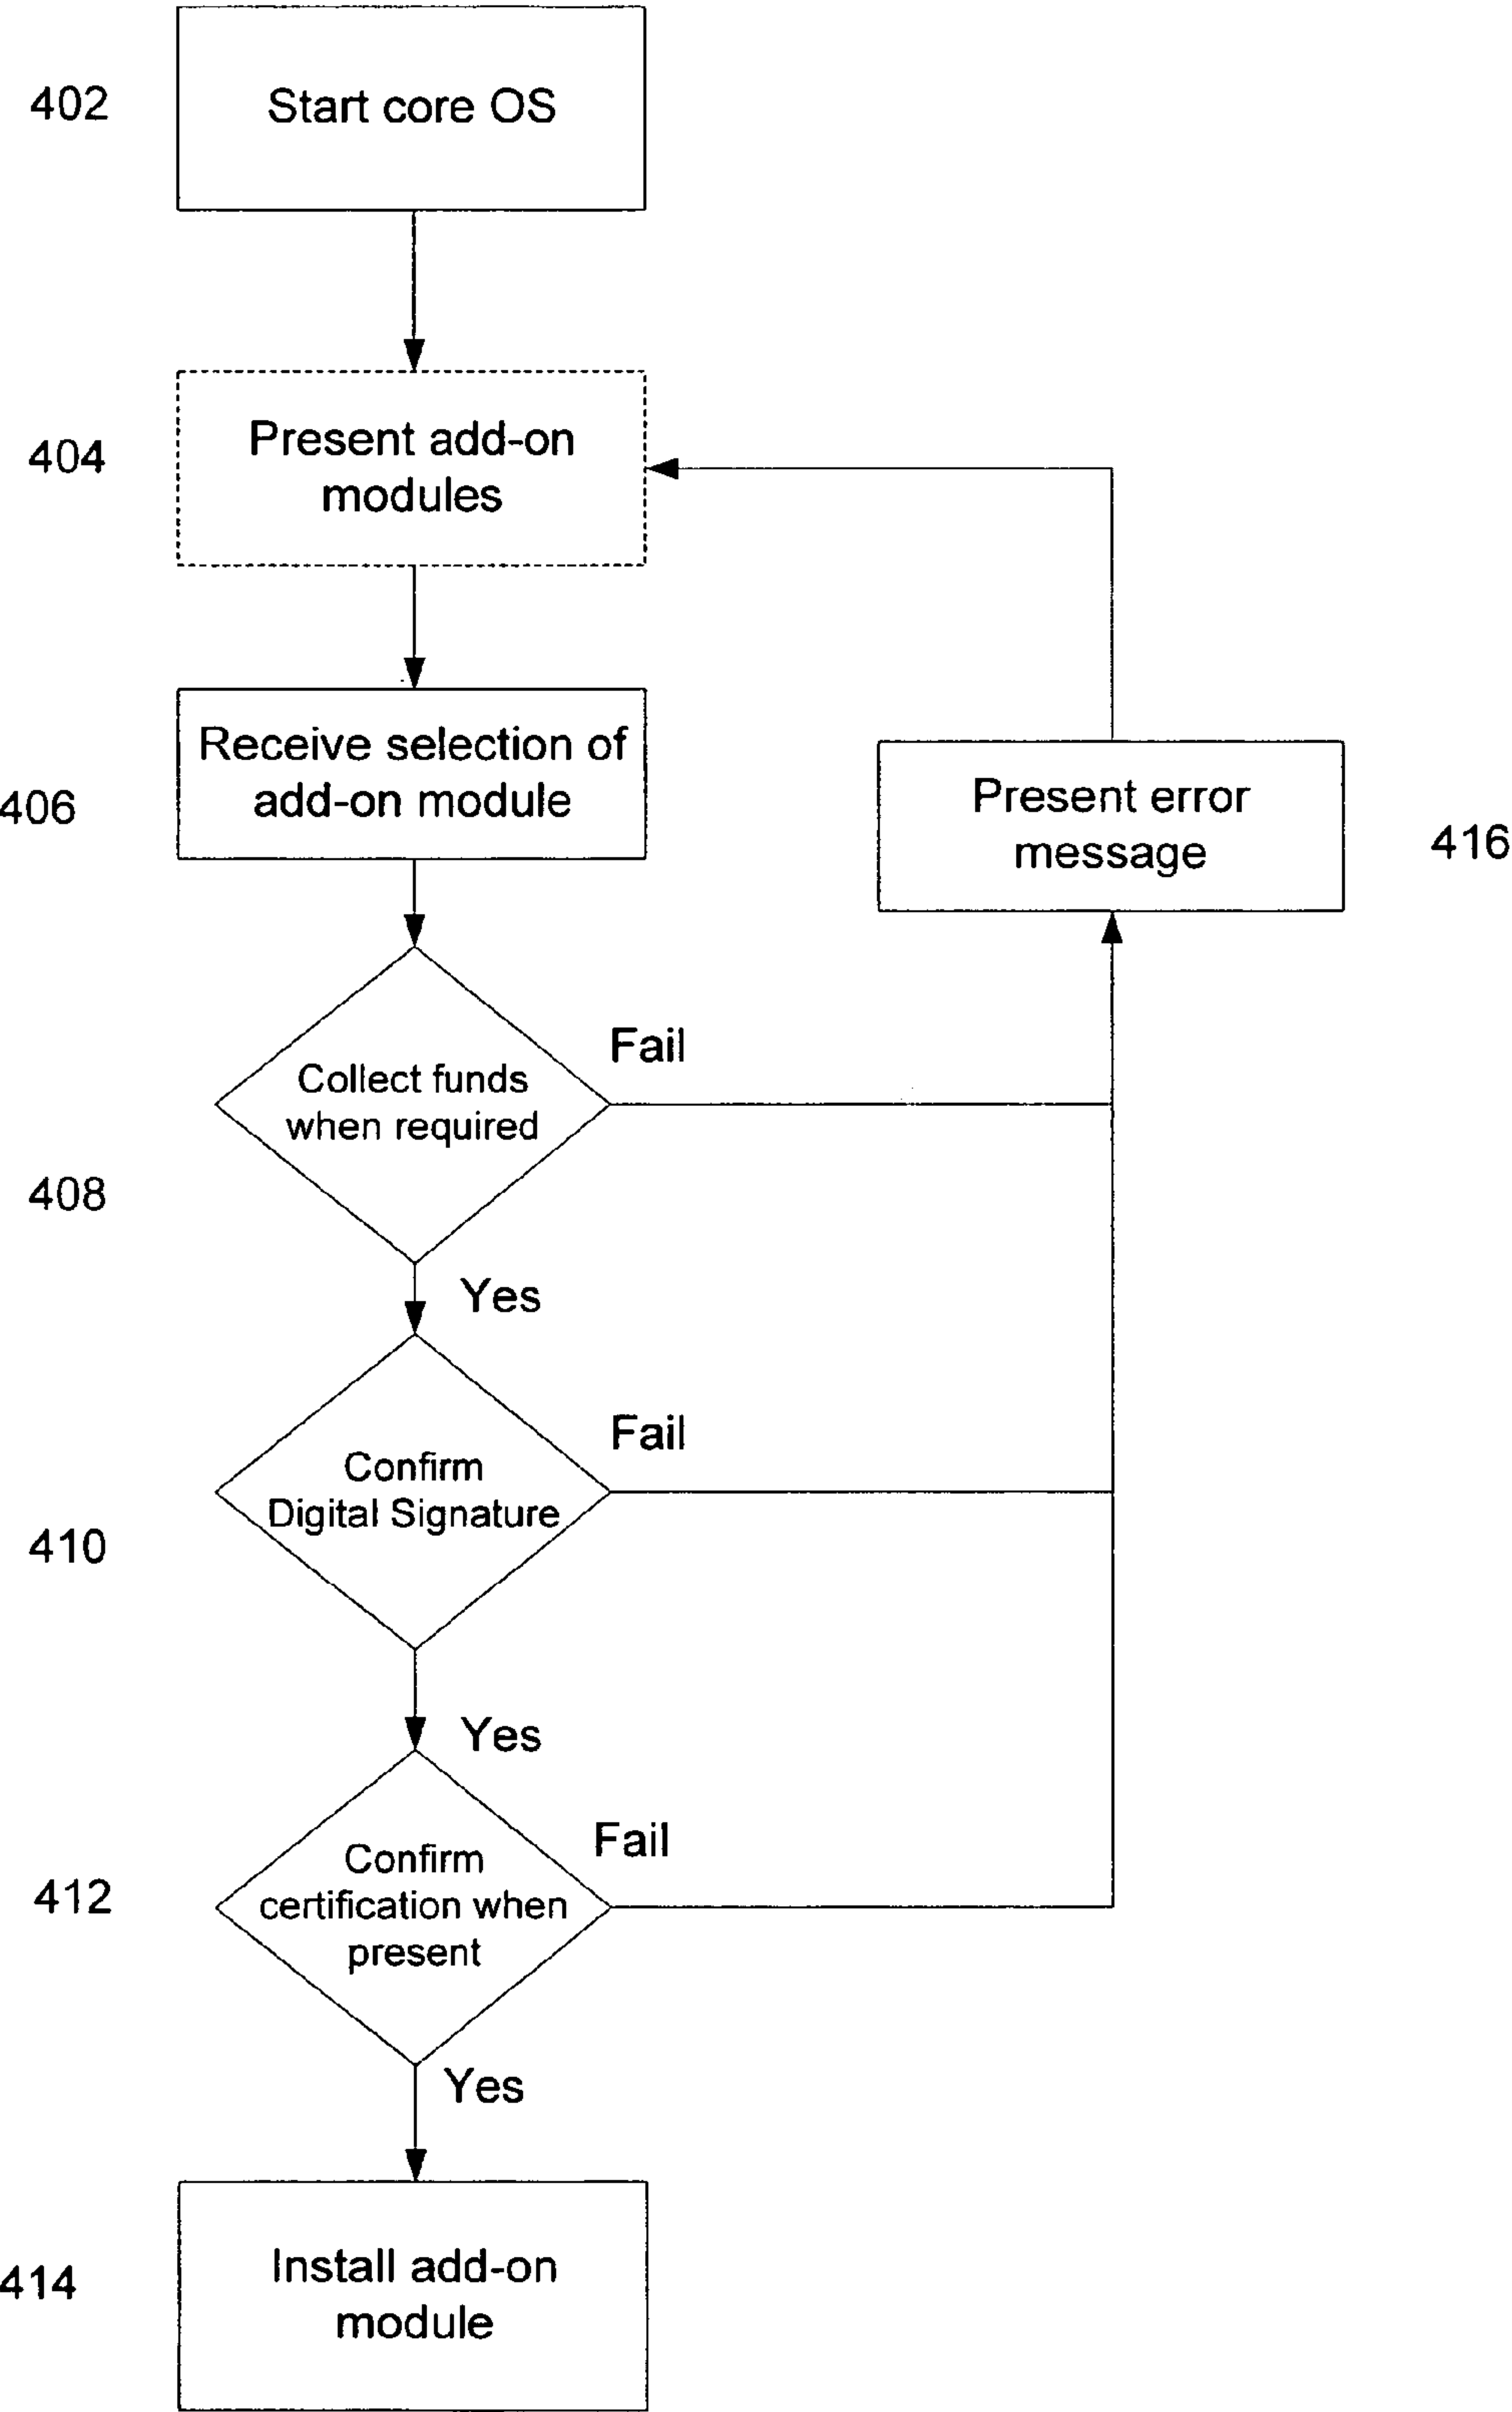 402
Start core OS
404
Present add-on
modules
406
Receive selection of
add-on module
Present error
message
416
Fail
Collect funds
when required
408
Yes
Fail
Confirm
Digital Signature
410
Yes
Fail
412
Confirm
certification when
present
Yes
414
Install add-on
module